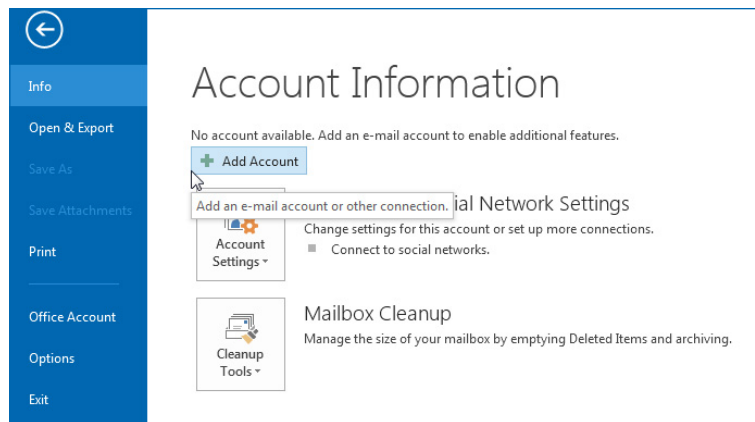 Info
Open & Export
Save As
Save Attachments
Print
Office Account
Options
Exit
Account Information
No account available. Add an e-mail account to enable additional features.
Add Account
Add an e-mail account or other connection.
ial Network Settings
Change settings for this account or set up more connections.
Connect to social networks.
Account
Settings
Mailbox Cleanup
Manage the size of your mailbox by emptying Deleted Items and archiving.
Cleanup
Tools